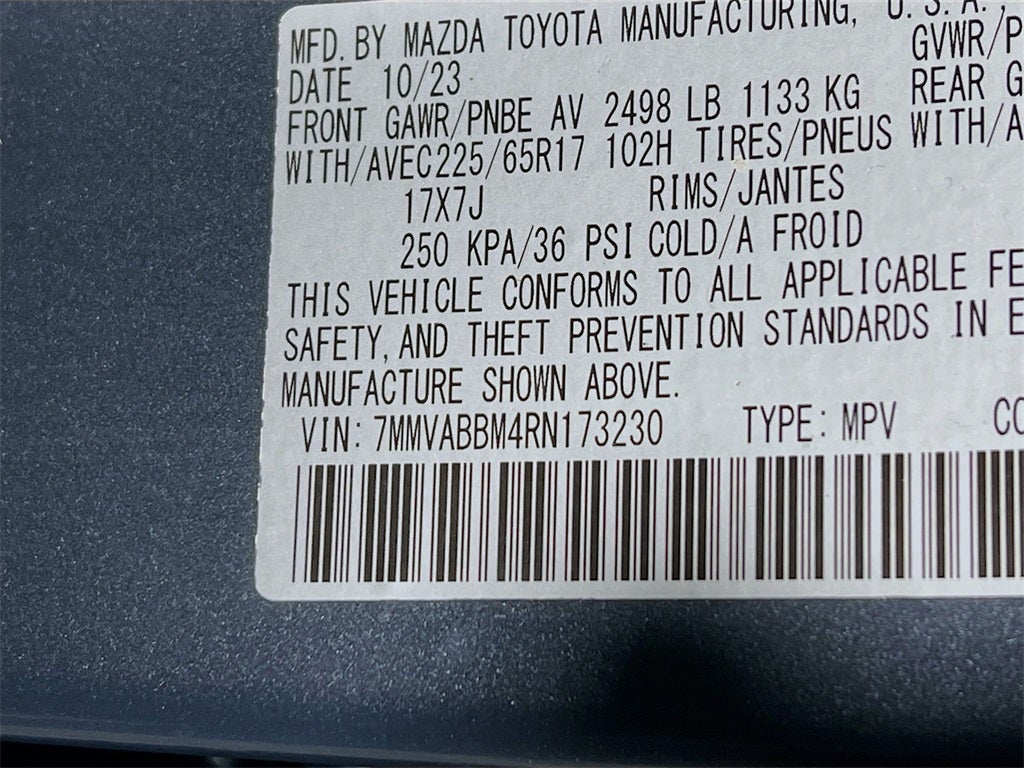 MFD. BY MAZDA TOYOTA MANUFACTURING, U.S.A.,
DATE 10/23 GVWR/P
FRONT GAWR/PNBE AV 2498 LB 1133 KG REAR G
WITH/AVEC225/65R17 102H TIRES/PNEUS WITH/A
17X7J RIMS/JANTES
250 KPA/36 PSI COLD/A FROID
THIS VEHICLE CONFORMS TO ALL APPLICABLE FE
SAFETY, AND THEFT PREVENTION STANDARDS IN E
MANUFACTURE SHOWN ABOVE.
VIN: 7MMVABBM4RN173230 TYPE: MPV CO